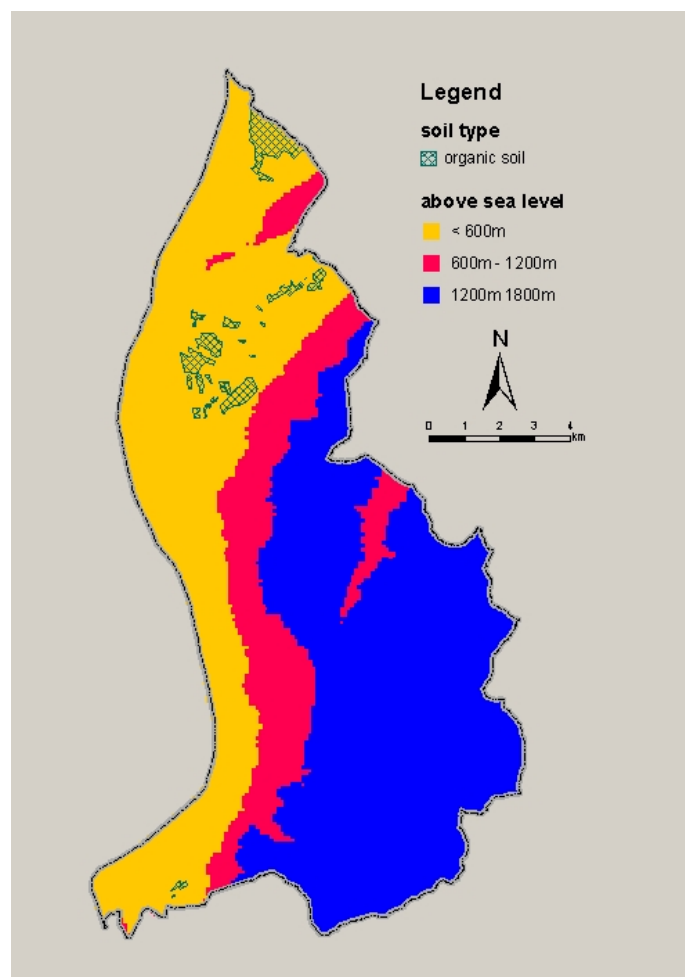 Legend
soil type
organic soil
above sea level
< 600m
600m - 1200m
1200m 1800m
N
0 1 2 3 4
km